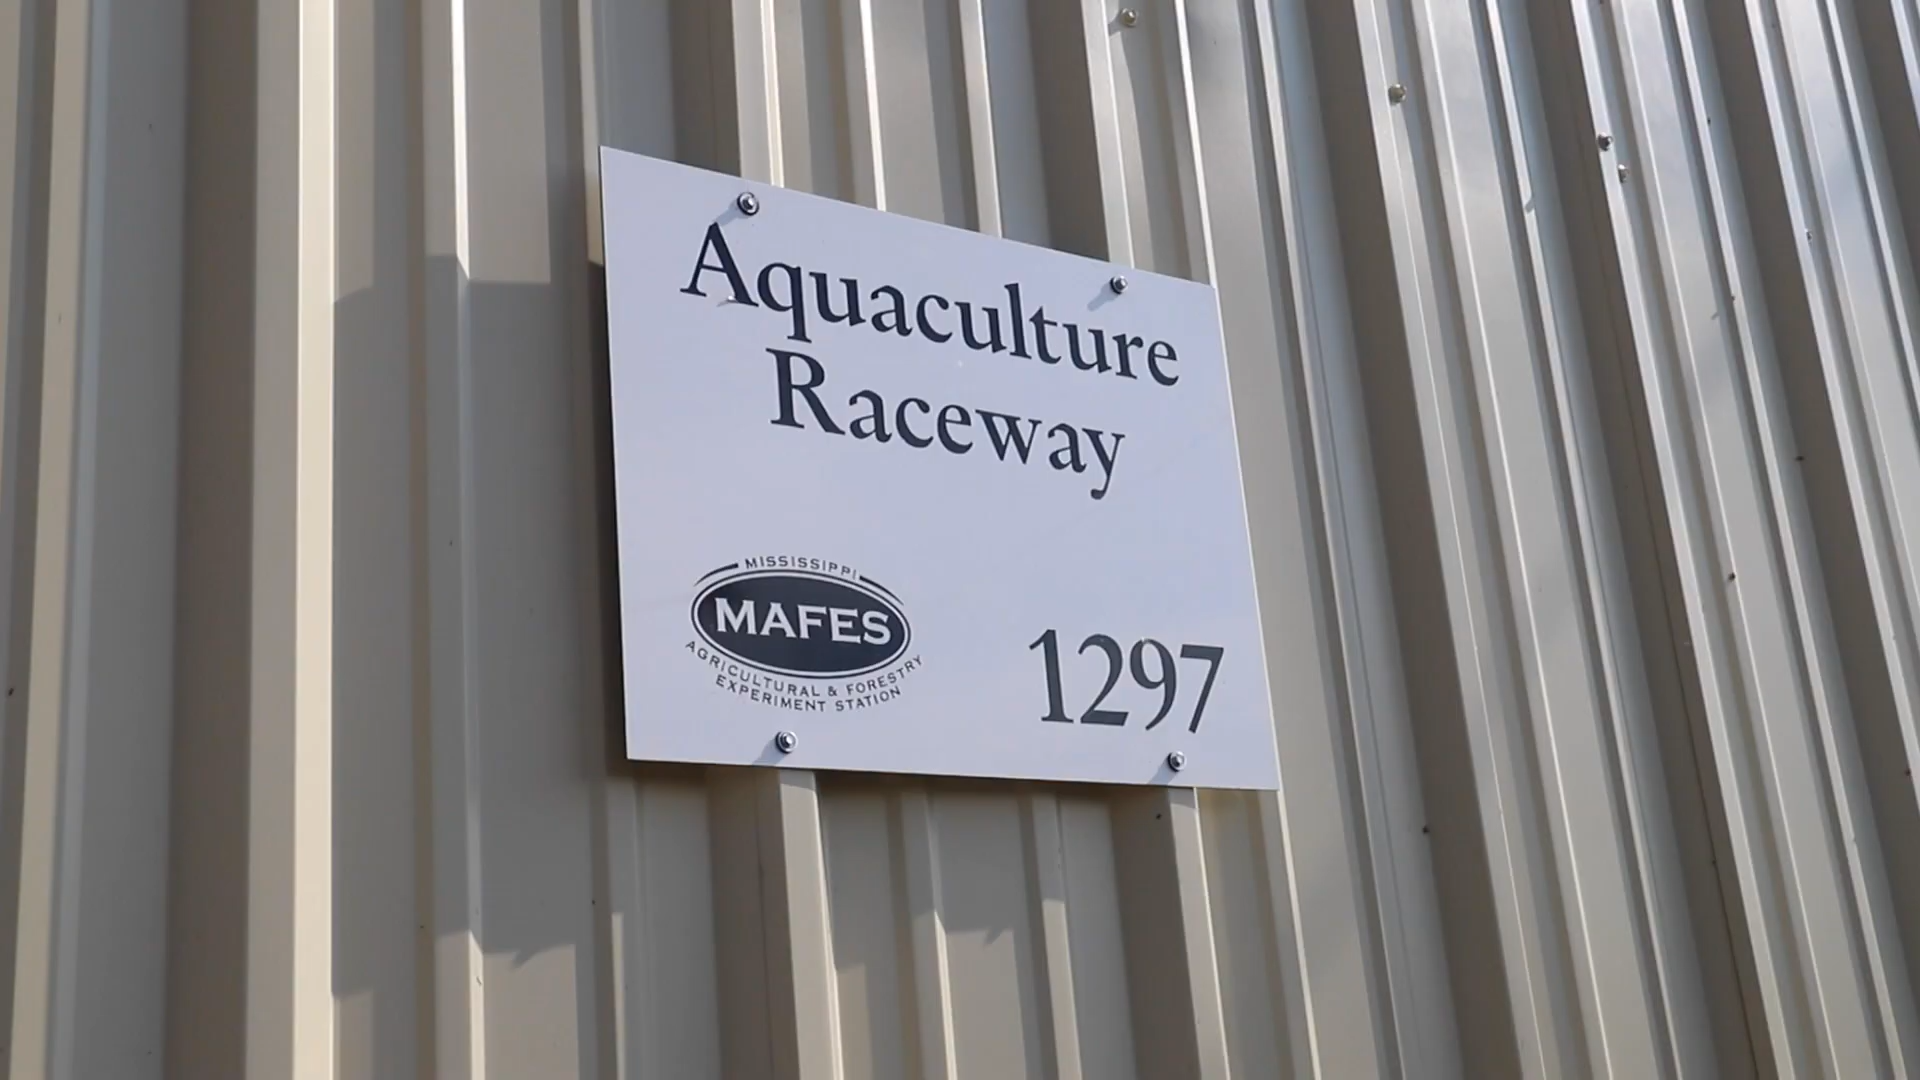 Aquaculture
Raceway
MISSISSIPPI
MAFES
AGRICULTURAL & FORESTRY
EXPERIMENT STATION
1297